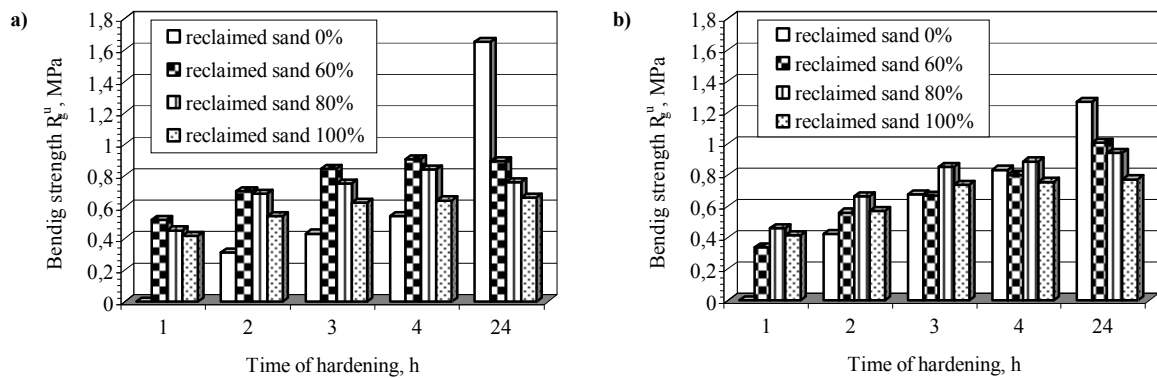 a)
Bendig strength R_g^u, MPa
1,8
1,6
1,4
1,2
1
0,8
0,6
0,4
0,2
0
reclaimed sand 0%
reclaimed sand 60%
reclaimed sand 80%
reclaimed sand 100%
1 2 3 4 24
Time of hardening, h
b)
Bendig strength R_g^u, MPa
1,8
1,6
1,4
1,2
1
0,8
0,6
0,4
0,2
0
reclaimed sand 0%
reclaimed sand 60%
reclaimed sand 80%
reclaimed sand 100%
1 2 3 4 24
Time of hardening, h